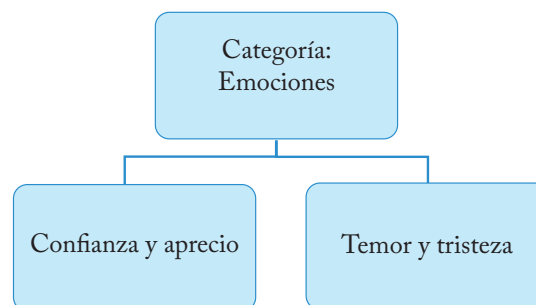 Categoría:
Emociones
Confianza y aprecio
Temor y tristeza